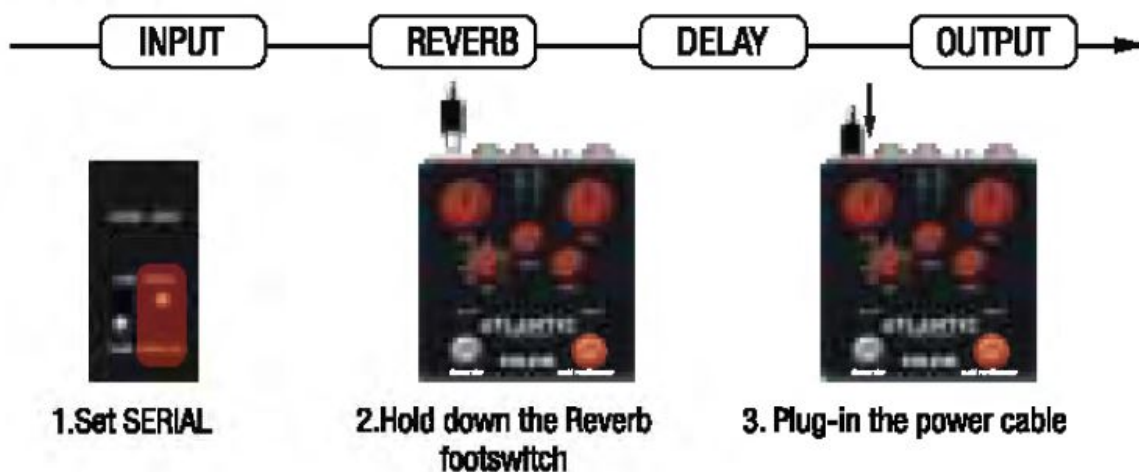 INPUT
REVERB
DELAY
OUTPUT
ATLANTIC
ATLANTIC
1.Set SERIAL
2.Hold down the Reverb
footswitch
3. Plug-in the power cable